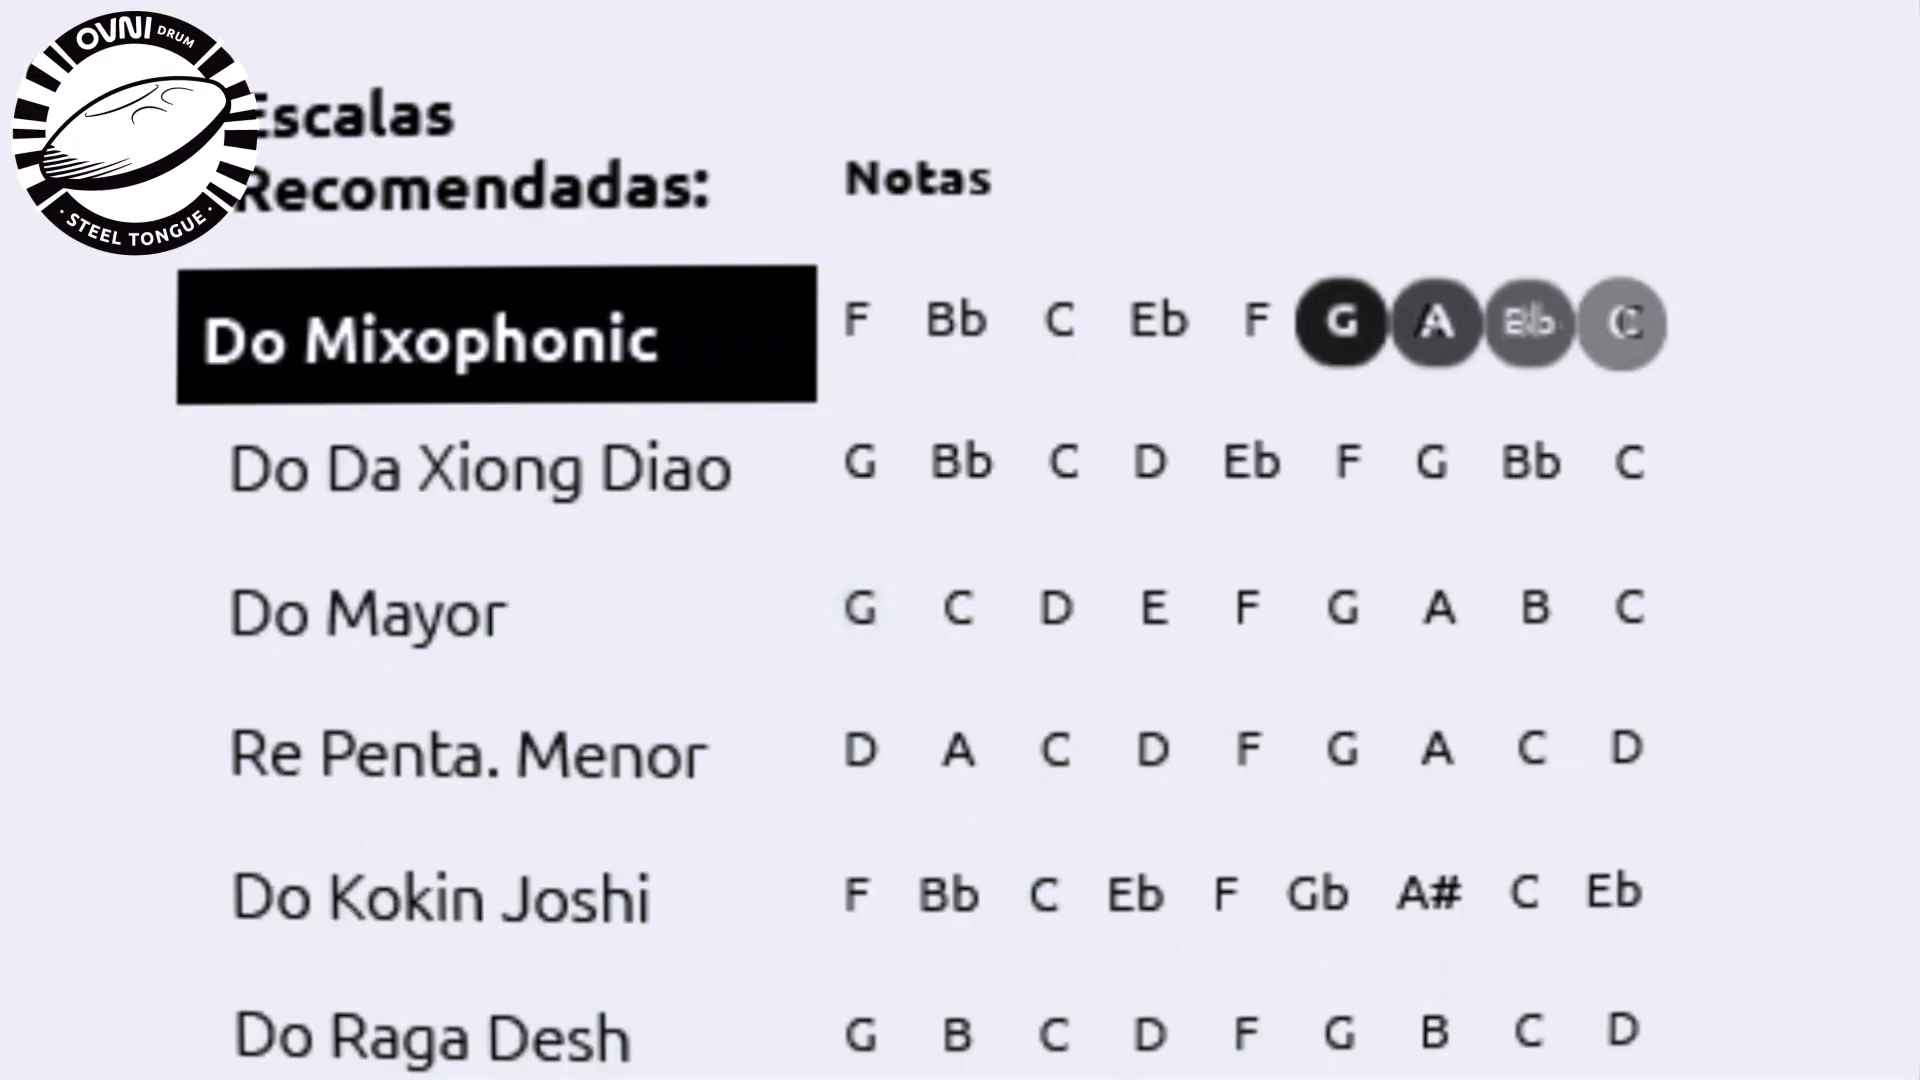 OVNI DRUM
· STEEL TONGUE ·
Escalas
Recomendadas:
Notas
Do Mixophonic F Bb C Eb F G A Eb C
Do Da Xiong Diao G Bb C D Eb F G Bb C
Do Mayor G C D E F G A B C
Re Penta. Menor D A C D F G A C D
Do Kokin Joshi F Bb C Eb F Gb A# C Eb
Do Raga Desh G B C D F G B C D